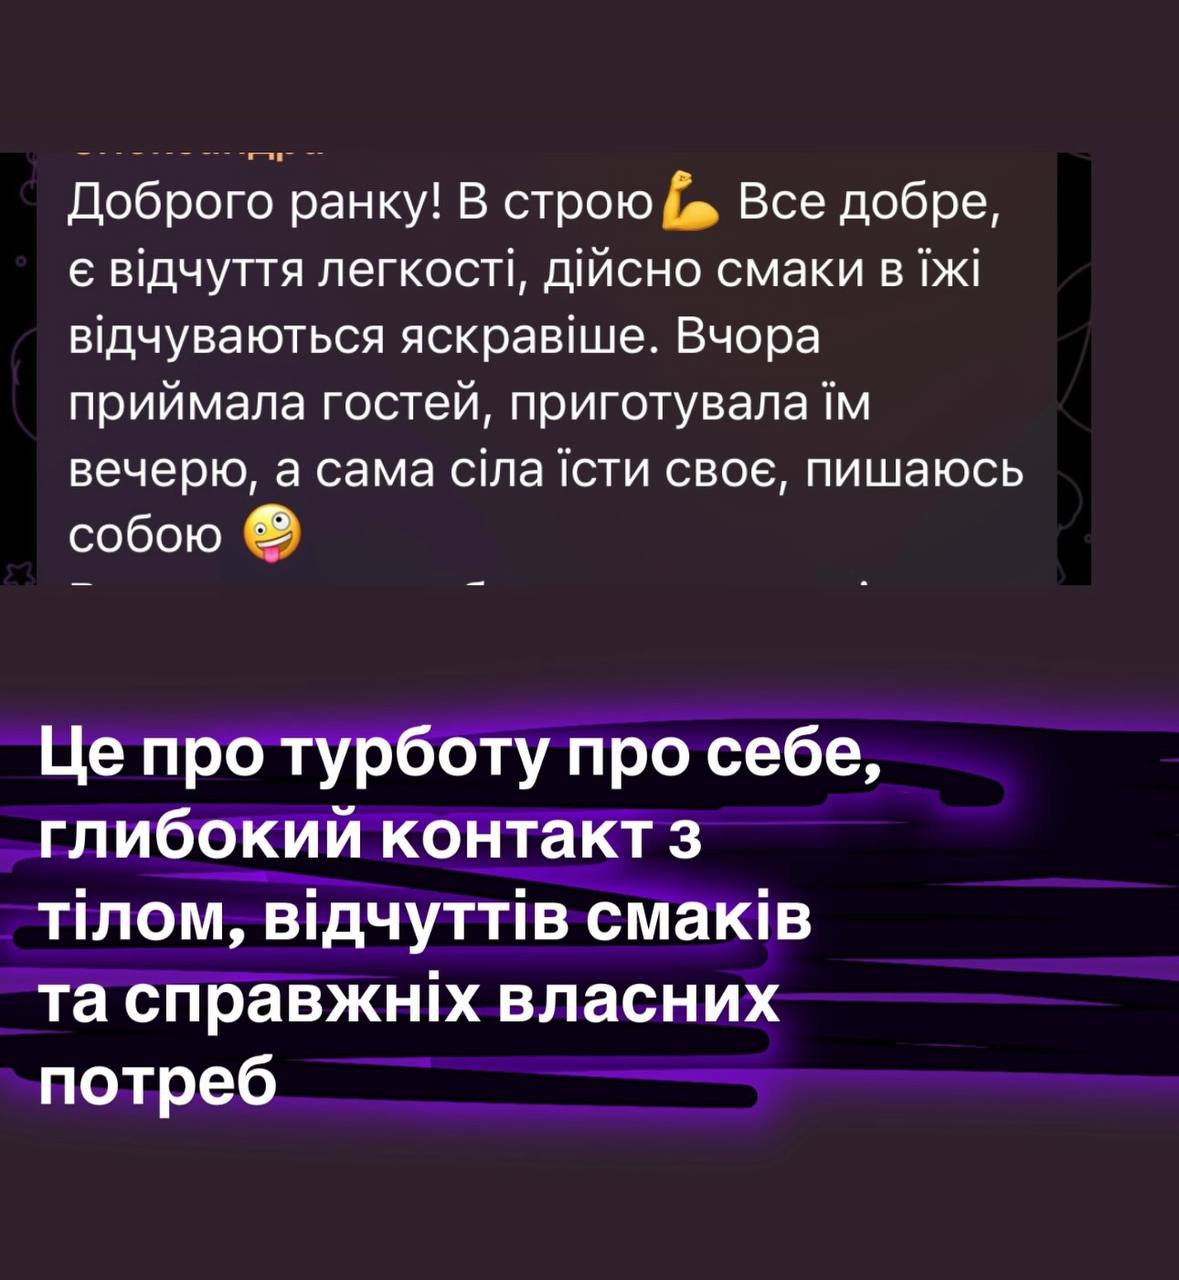 Доброго ранку! В строю💪 Все добре,
є відчуття легкості, дійсно смаки в їжі
відчуваються яскравіше. Вчора
приймала гостей, приготувала їм
вечерю, а сама сіла їсти своє, пишаюсь
собою 🤪
Це про турботу про себе,
глибокий контакт з
тілом, відчуттів смаків
та справжніх власних
потреб